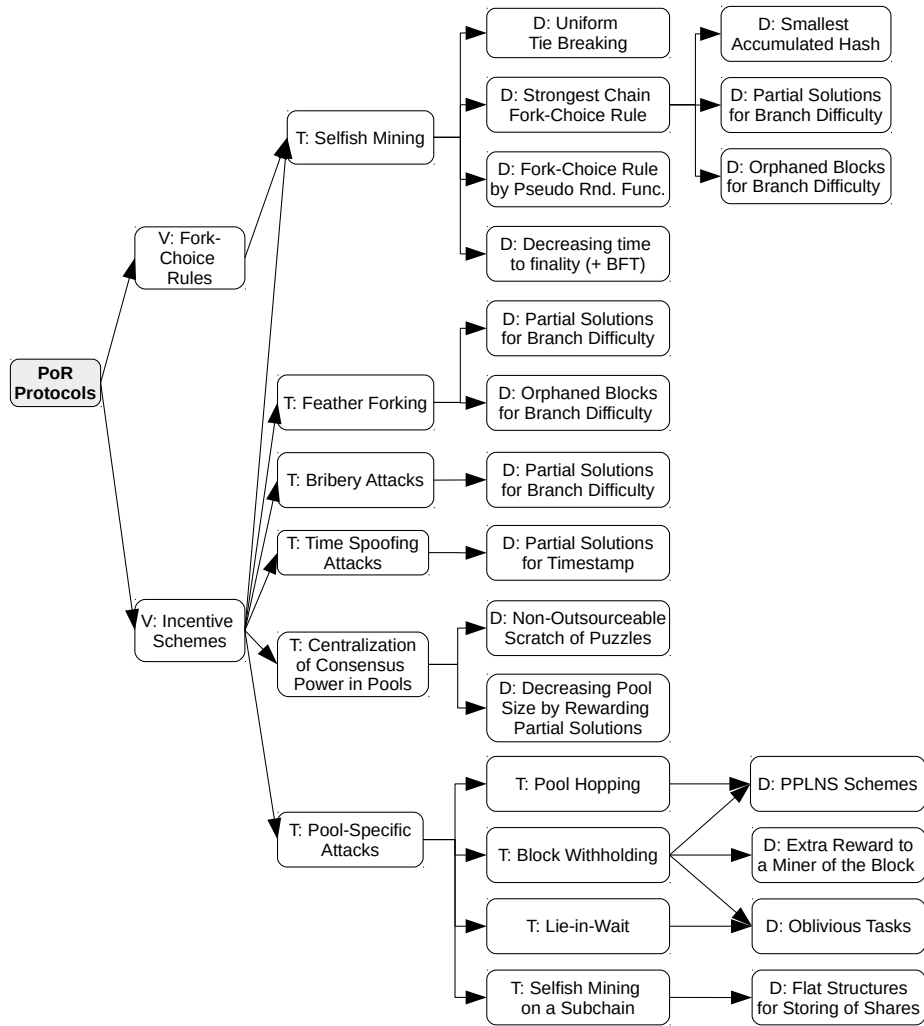 PoR
Protocols
V: Fork-
Choice
Rules
V: Incentive
Schemes
T: Selfish Mining
T: Feather Forking
T: Bribery Attacks
T: Time Spoofing
Attacks
T: Centralization
of Consensus
Power in Pools
T: Pool-Specific
Attacks
D: Uniform
Tie Breaking
D: Strongest Chain
Fork-Choice Rule
D: Fork-Choice Rule
by Pseudo Rnd. Func.
D: Decreasing time
to finality (+ BFT)
D: Partial Solutions
for Branch Difficulty
D: Orphaned Blocks
for Branch Difficulty
D: Partial Solutions
for Branch Difficulty
D: Partial Solutions
for Timestamp
D: Non-Outsourceable
Scratch of Puzzles
D: Decreasing Pool
Size by Rewarding
Partial Solutions
T: Pool Hopping
T: Block Withholding
T: Lie-in-Wait
T: Selfish Mining
on a Subchain
D: Smallest
Accumulated Hash
D: Partial Solutions
for Branch Difficulty
D: Orphaned Blocks
for Branch Difficulty
D: PPLNS Schemes
D: Extra Reward to
a Miner of the Block
D: Oblivious Tasks
D: Flat Structures
for Storing of Shares